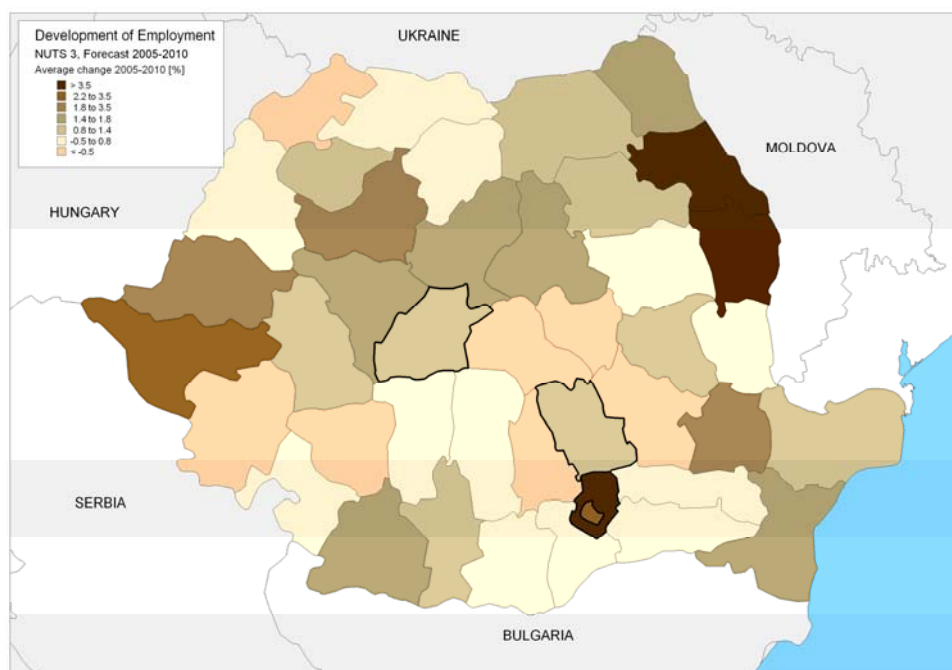 Development of Employment
NUTS 3, Forecast 2005-2010
Average change 2005-2010 [%]
> 3.5
2.2 to 3.5
1.8 to 3.5
1.4 to 1.8
0.8 to 1.4
-0.5 to 0.8
< -0.5
UKRAINE
MOLDOVA
HUNGARY
SERBIA
BULGARIA